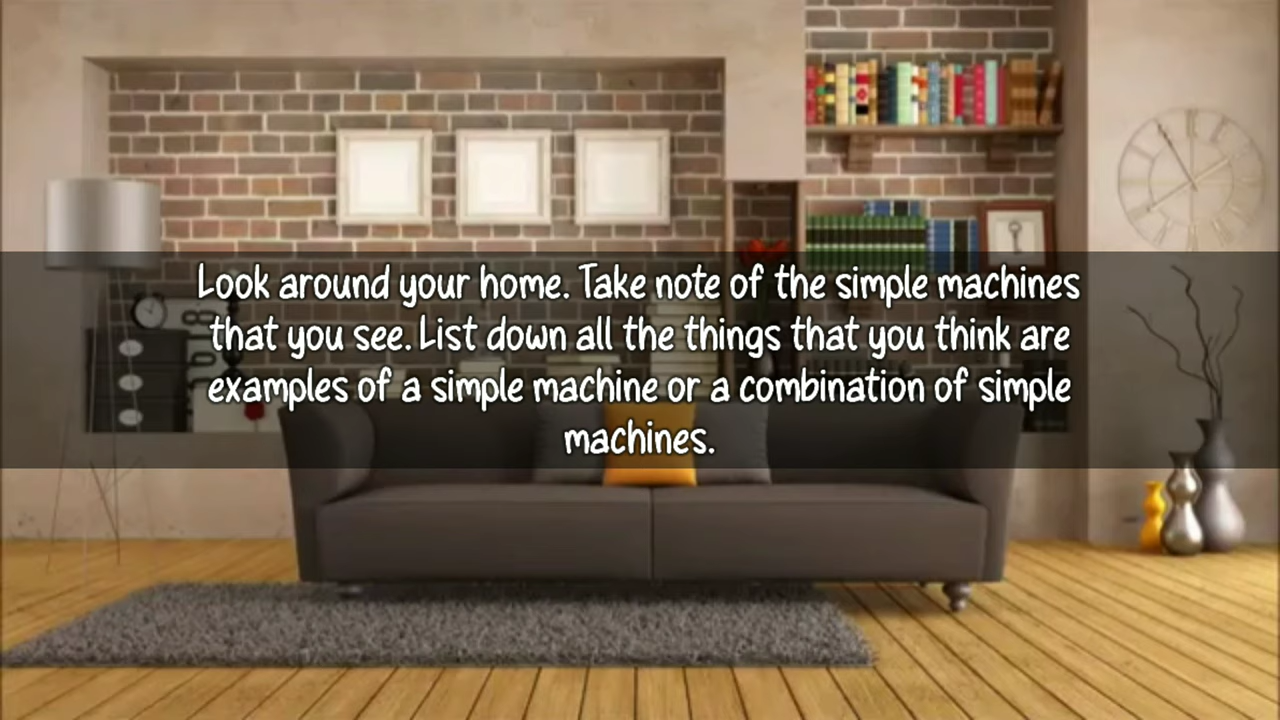 Look around your home. Take note of the simple machines
that you see. List down all the things that you think are
examples of a simple machine or a combination of simple
machines.